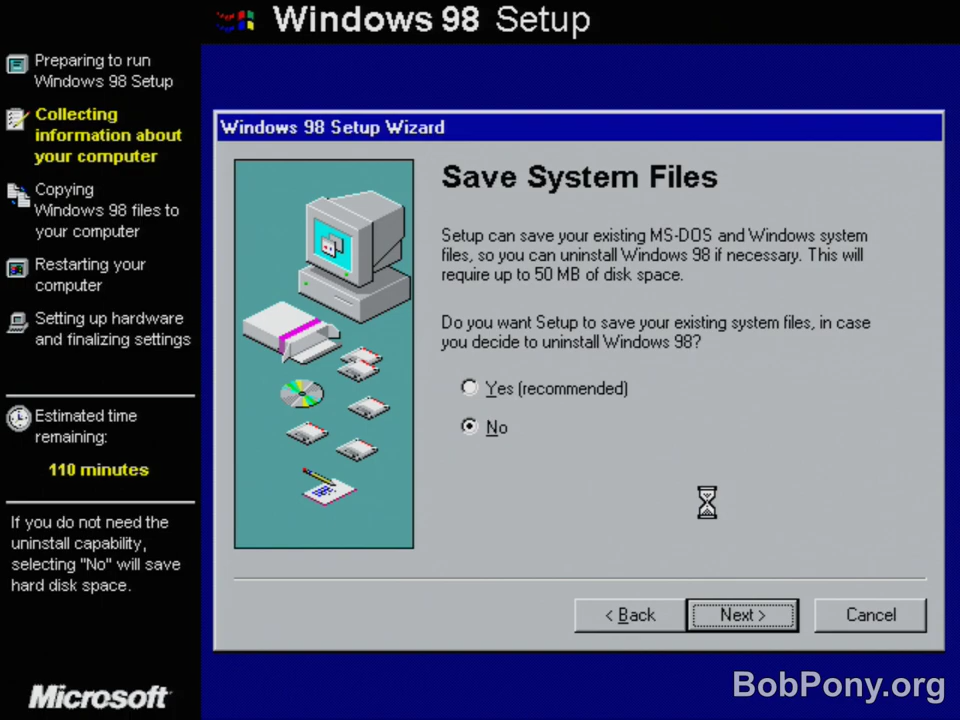 Windows 98 Setup
Preparing to run
Windows 98 Setup
Collecting
information about
your computer
Copying
Windows 98 files to
your computer
Restarting your
computer
Setting up hardware
and finalizing settings
Estimated time
remaining:
110 minutes
If you do not need the
uninstall capability,
selecting "No" will save
hard disk space.
Microsoft
Windows 98 Setup Wizard
Save System Files
Setup can save your existing MS-DOS and Windows system
files, so you can uninstall Windows 98 if necessary. This will
require up to 50 MB of disk space.
Do you want Setup to save your existing system files, in case
you decide to uninstall Windows 98?
Yes (recommended)
No
< Back
Next >
Cancel
BobPony.org